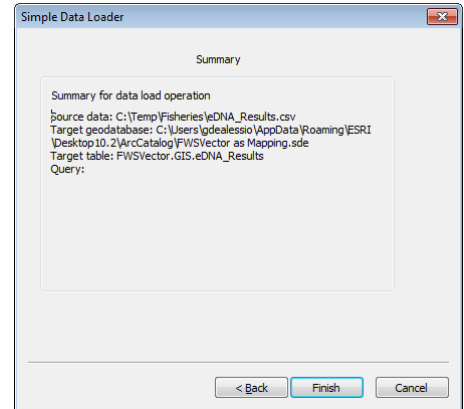 Simple Data Loader
Summary
Summary for data load operation
Source data: C:\Temp\Fisheries\eDNA_Results.csv
Target geodatabase: C:\Users\gdealessio\AppData\Roaming\ESRI
\Desktop10.2\ArcCatalog\FWSVector as Mapping.sde
Target table: FWSVector.GIS.eDNA_Results
Query:
< Back
Finish
Cancel